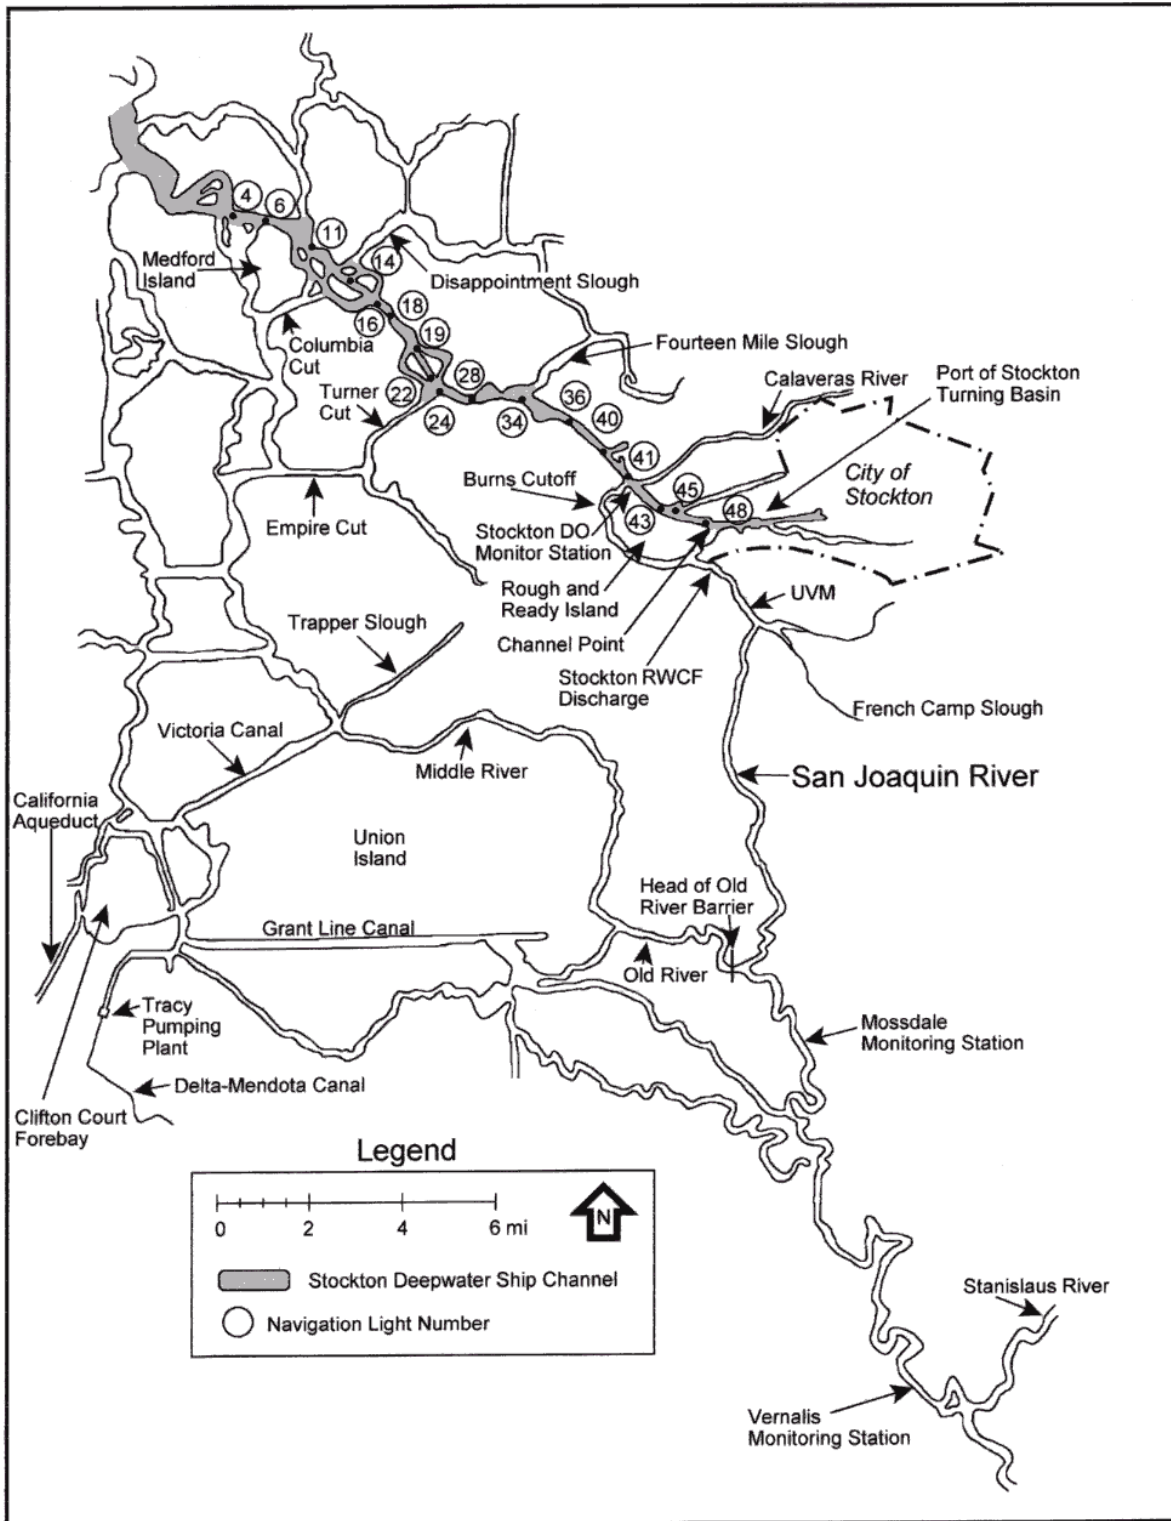 4
6
11
Medford
Island
14
Disappointment Slough
18
16
Columbia
Cut
19
Fourteen Mile Slough
28
Calaveras River
Port of Stockton
Turning Basin
Turner
Cut
22
24
34
36
40
41
City of
Stockton
Burns Cutoff
45
48
43
Empire Cut
Stockton DO
Monitor Station
Rough and
Ready Island
UVM
Trapper Slough
Channel Point
Stockton RWCF
Discharge
French Camp Slough
Victoria Canal
Middle River
San Joaquin River
California
Aqueduct
Union
Island
Head of Old
River Barrier
Grant Line Canal
Old River
Tracy
Pumping
Plant
Mossdale
Monitoring Station
Delta-Mendota Canal
Clifton Court
Forebay
Legend
0 2 4 6 mi
N
Stockton Deepwater Ship Channel
Navigation Light Number
Stanislaus River
Vernalis
Monitoring Station